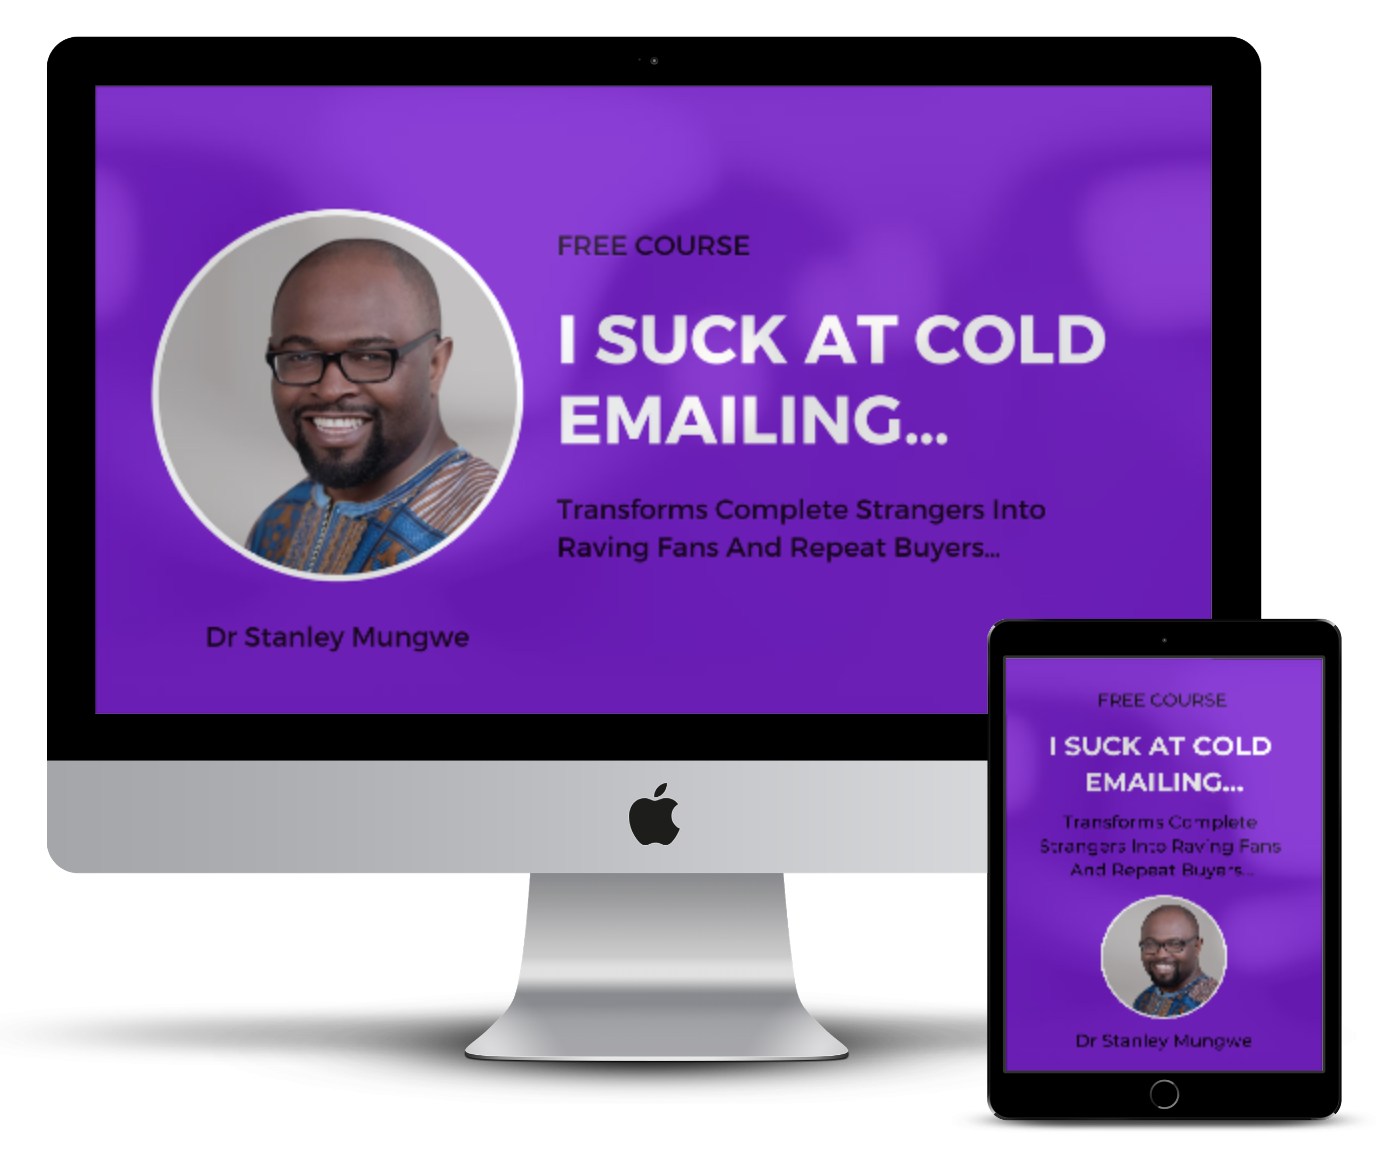 FREE COURSE
I SUCK AT COLD
EMAILING...
Transforms Complete Strangers Into
Raving Fans And Repeat Buyers...
Dr Stanley Mungwe
FREE COURSE
I SUCK AT COLD
EMAILING...
Transforms Complete
Strangers Into Raving Fans
And Repeat Buyers...
Dr Stanley Mungwe